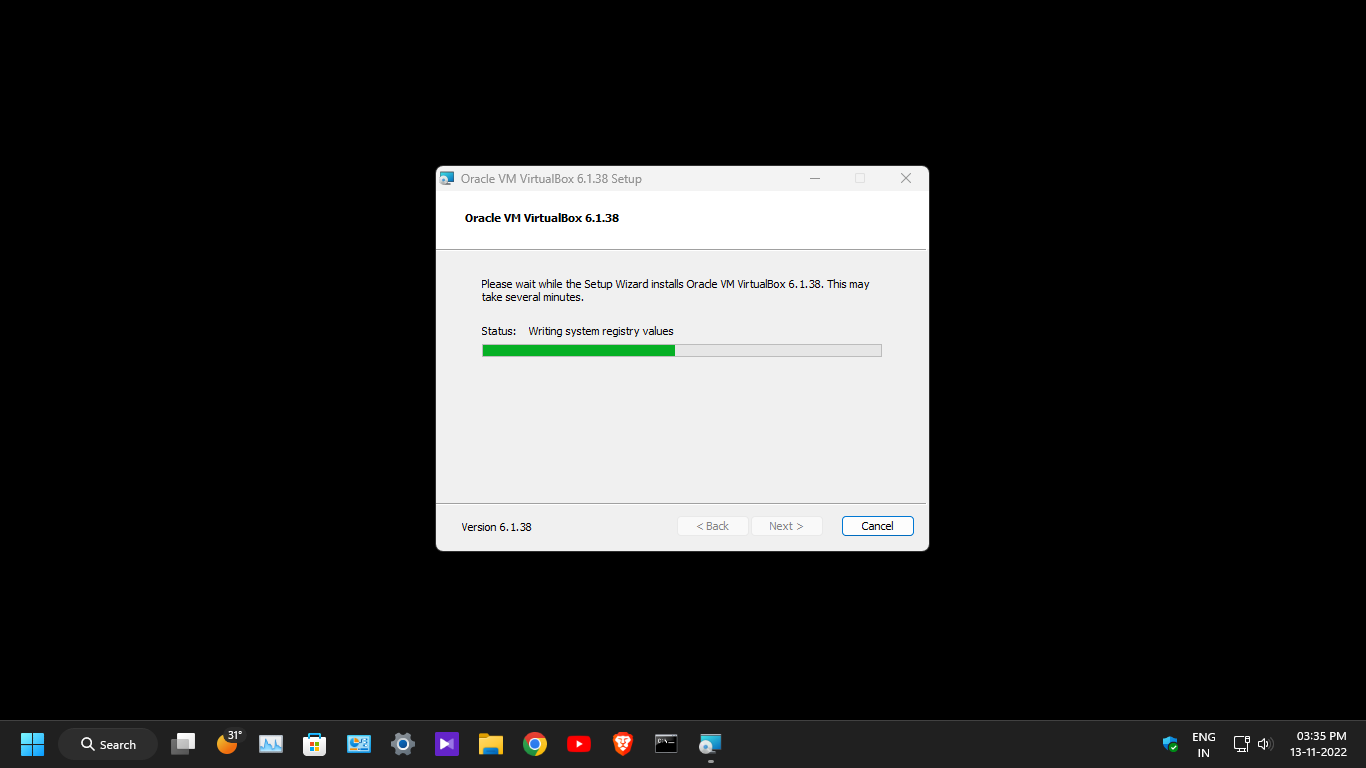 Oracle VM VirtualBox 6.1.38 Setup
Oracle VM VirtualBox 6.1.38
Please wait while the Setup Wizard installs Oracle VM VirtualBox 6.1.38. This may
take several minutes.
Status: Writing system registry values
Version 6.1.38
< Back
Next >
Cancel
Search
31°
ENG
IN
03:35 PM
13-11-2022